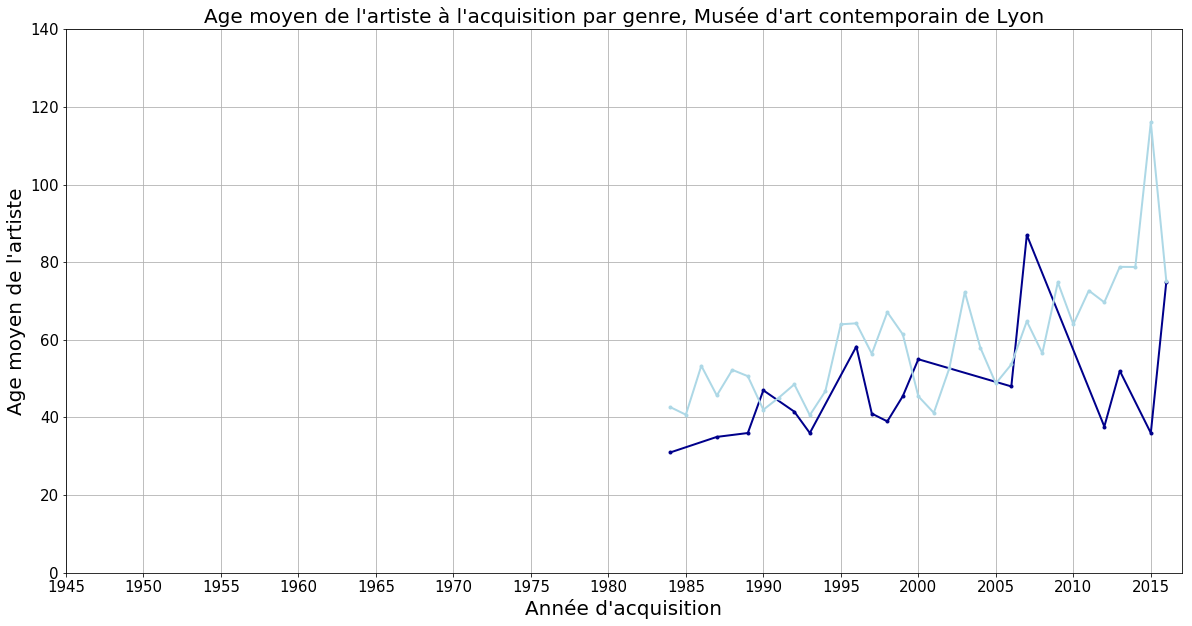 Age moyen de l'artiste à l'acquisition par genre, Musée d'art contemporain de Lyon
140
120
100
80
60
40
20
0
Age moyen de l'artiste
1945 1950 1955 1960 1965 1970 1975 1980 1985 1990 1995 2000 2005 2010 2015
Année d'acquisition